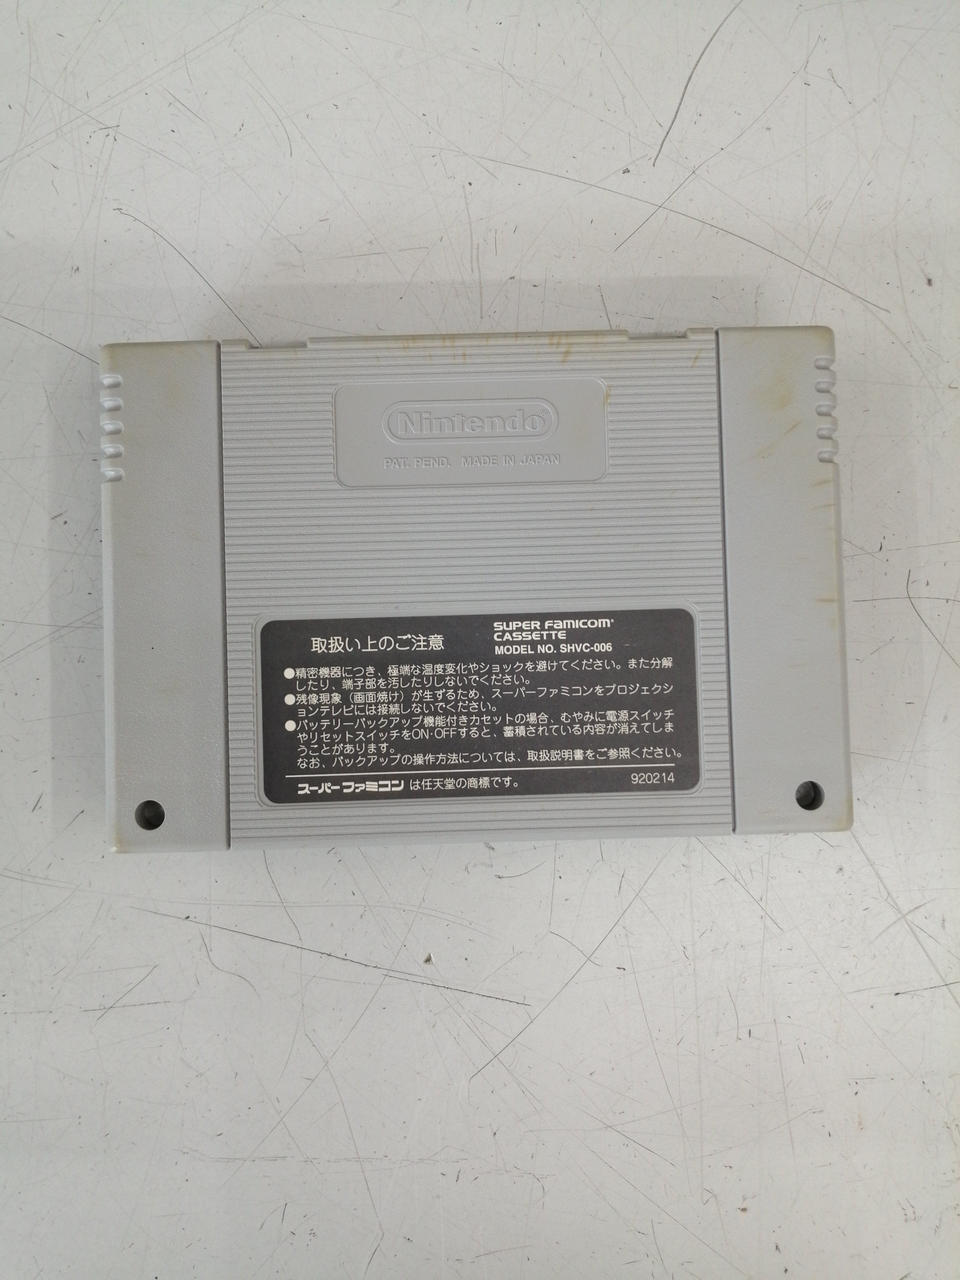 Nintendo®
PAT. PEND. MADE IN JAPAN
取扱い上のご注意
SUPER FAMICOM®
CASSETTE
MODEL NO. SHVC-006
●精密機器につき、極端な温度変化やショックを避けてください。また分解
したり、端子部を汚したりしないでください。
●残像現象（画面焼け）が生ずるため、スーパーファミコンをプロジェクシ
ョンテレビには接続しないでください。
●バッテリーバックアップ機能付きカセットの場合、むやみに電源スイッチ
やリセットスイッチをON·OFFすると、蓄積されている内容が消えてしま
うことがあります。
なお、バックアップの操作方法については、取扱説明書をご参照ください。
スーパーファミコン は任天堂の商標です。
920214